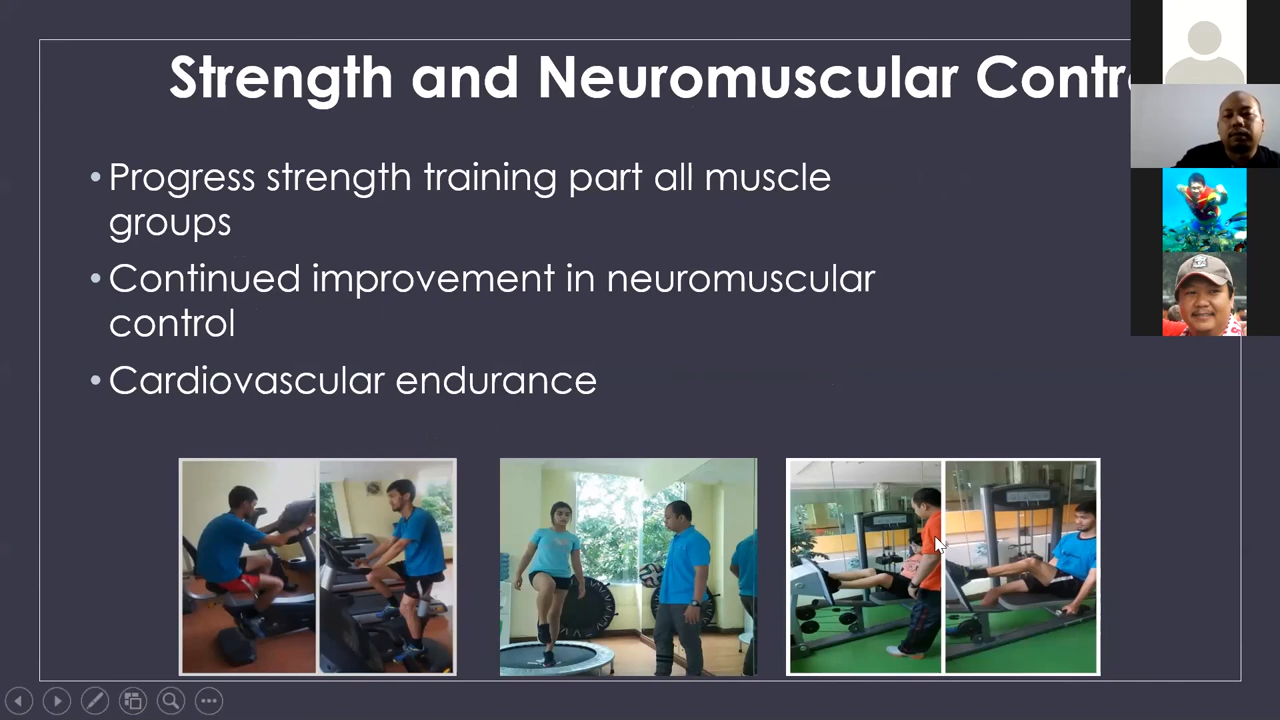 Strength and Neuromuscular Contr
• Progress strength training part all muscle
groups
• Continued improvement in neuromuscular
control
• Cardiovascular endurance